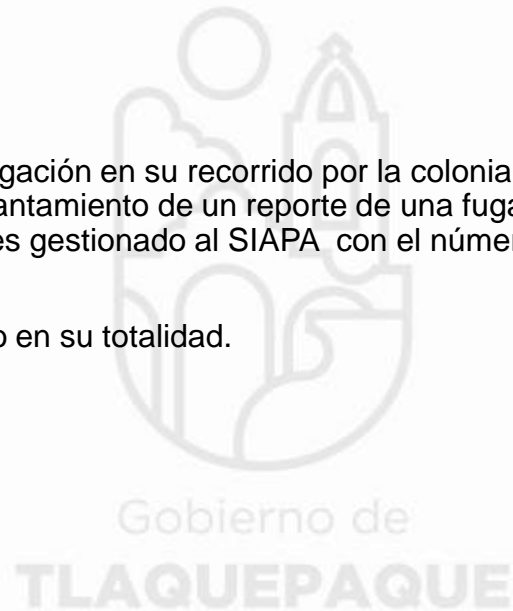 gación en su recorrido por la colonia
antamiento de un reporte de una fuga
es gestionado al SIAPA con el númer
o en su totalidad.
Gobierno de
TLAQUEPAQUE